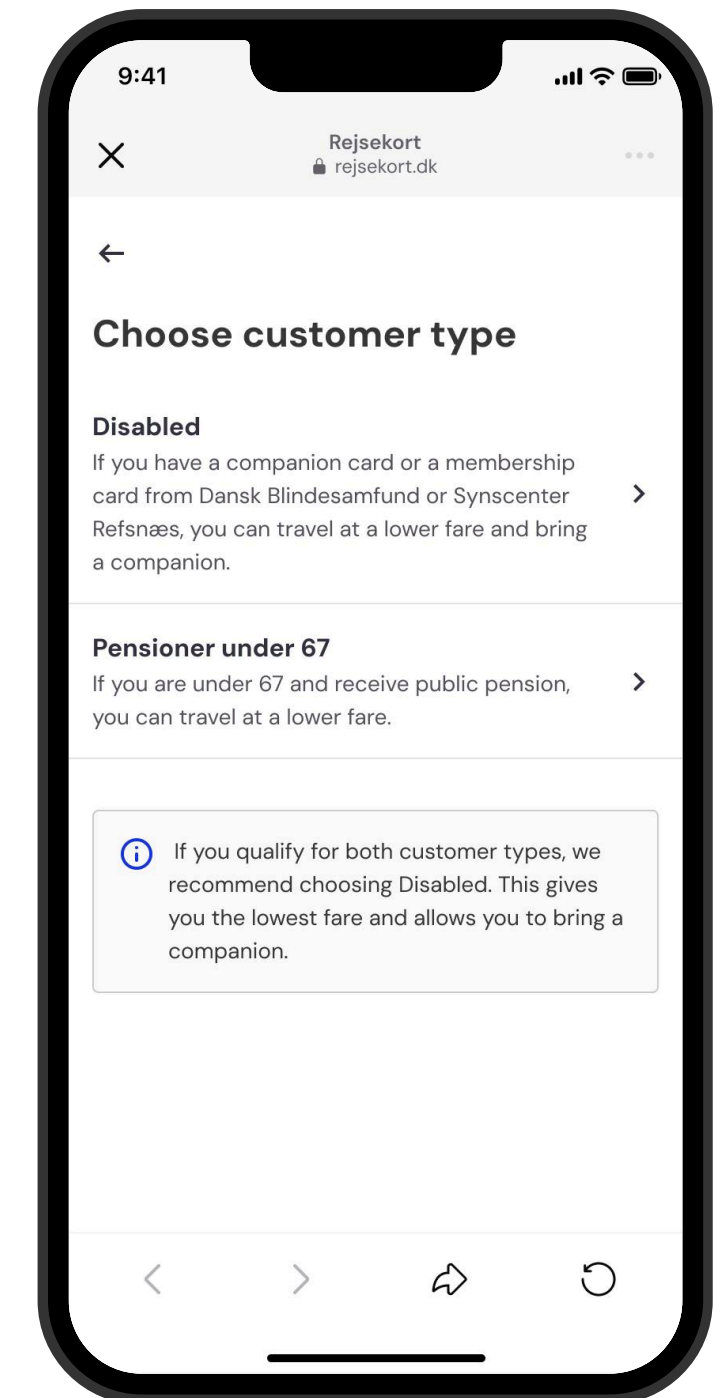 9:41
Rejsekort
rejsekort.dk
Choose customer type
Disabled
If you have a companion card or a membership
card from Dansk Blindesamfund or Synscenter
Refsnæs, you can travel at a lower fare and bring
a companion.
Pensioner under 67
If you are under 67 and receive public pension,
you can travel at a lower fare.
If you qualify for both customer types, we
recommend choosing Disabled. This gives
you the lowest fare and allows you to bring a
companion.